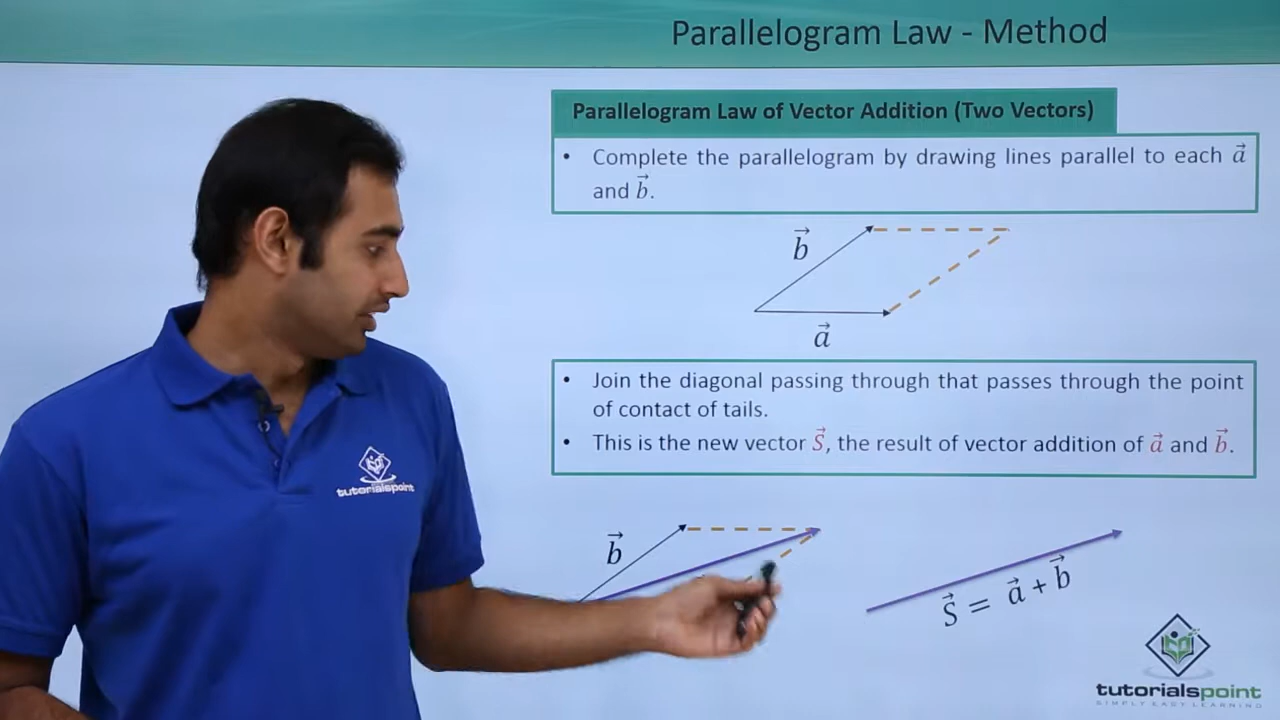 Parallelogram Law - Method
Parallelogram Law of Vector Addition (Two Vectors)
• Complete the parallelogram by drawing lines parallel to each a⃗
and b⃗.
b⃗
a⃗
• Join the diagonal passing through that passes through the point
of contact of tails.
• This is the new vector S⃗, the result of vector addition of a⃗ and b⃗.
b⃗
S⃗ = a⃗ + b⃗
tutorialspoint
tutorialspoint
SIMPLY EASY LEARNING